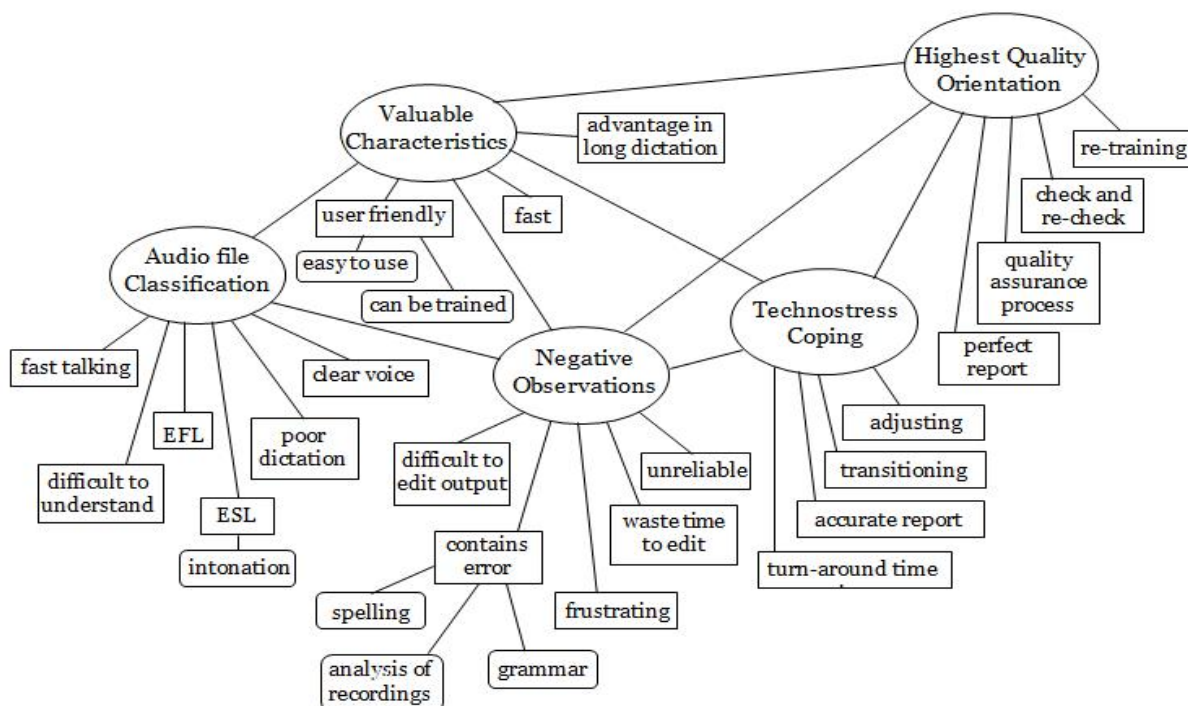 Highest Quality
Orientation
Valuable
Characteristics
advantage in
long dictation
re-training
check and
re-check
user friendly
fast
easy to use
can be trained
quality
assurance
process
Audio file
Classification
Technostress
Coping
perfect
report
fast talking
clear voice
Negative
Observations
EFL
poor
dictation
adjusting
difficult to
understand
difficult to
edit output
unreliable
transitioning
ESL
intonation
contains
error
waste time
to edit
accurate report
turn-around time
spelling
frustrating
analysis of
recordings
grammar